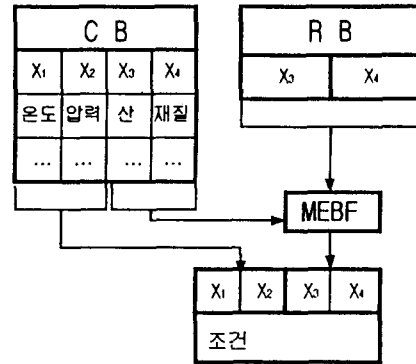 C B
X₁ X₂ X₃ X₄
온도 압력 산 재질
... ... ... ...
R B
X₃ X₄
MEBF
X₁ X₂ X₃ X₄
조건